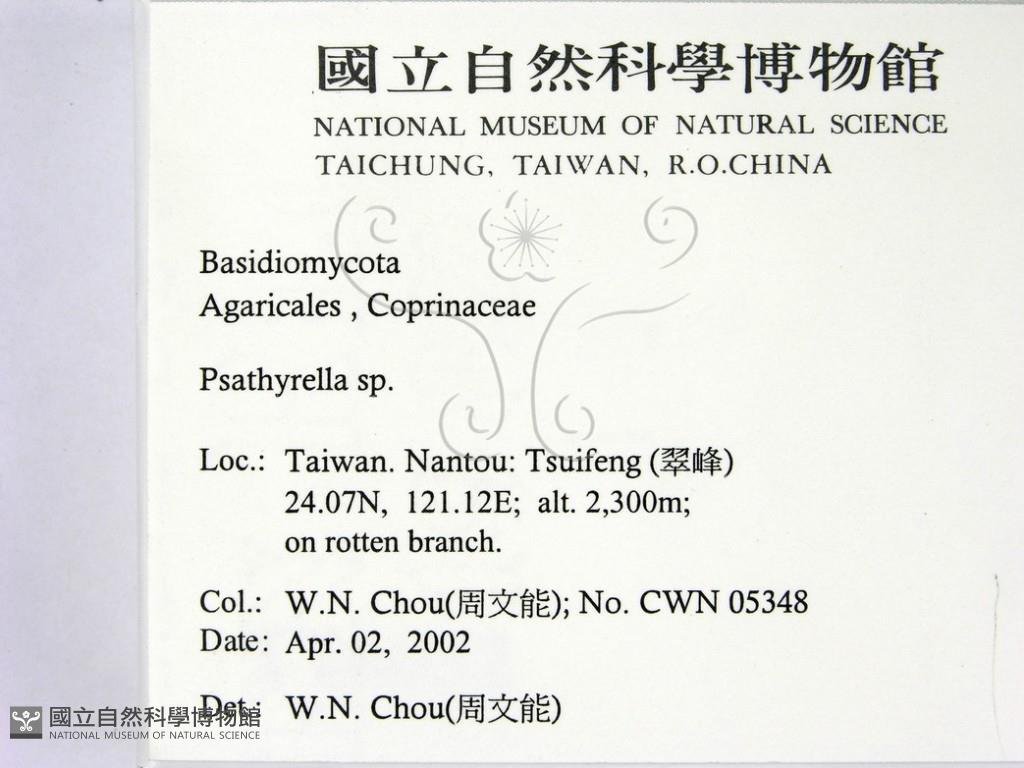 國立自然科學博物館
NATIONAL MUSEUM OF NATURAL SCIENCE
TAICHUNG, TAIWAN, R.O.CHINA
Basidiomycota
Agaricales , Coprinaceae
Psathyrella sp.
Loc.: Taiwan. Nantou: Tsuifeng (翠峰)
24.07N, 121.12E; alt. 2,300m;
on rotten branch.
Col.: W.N. Chou(周文能); No. CWN 05348
Date: Apr. 02, 2002
Det.: W.N. Chou(周文能)
國立自然科學博物館
NATIONAL MUSEUM OF NATURAL SCIENCE